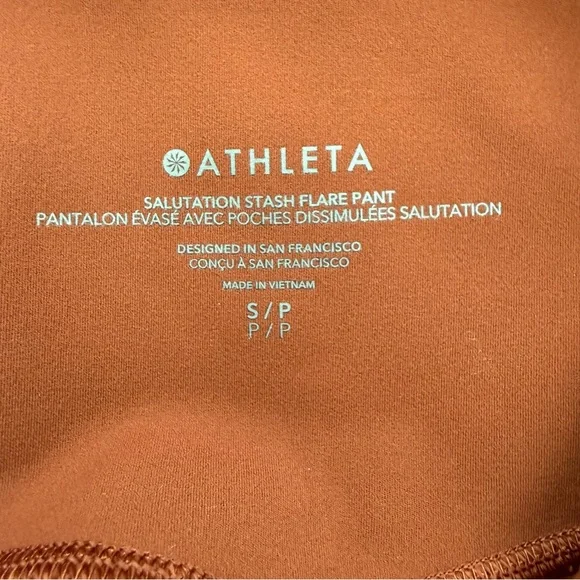 ATHLETA
SALUTATION STASH FLARE PANT
PANTALON ÉVASÉ AVEC POCHES DISSIMULÉES SALUTATION
DESIGNED IN SAN FRANCISCO
CONÇU À SAN FRANCISCO
MADE IN VIETNAM
S / P
P / P